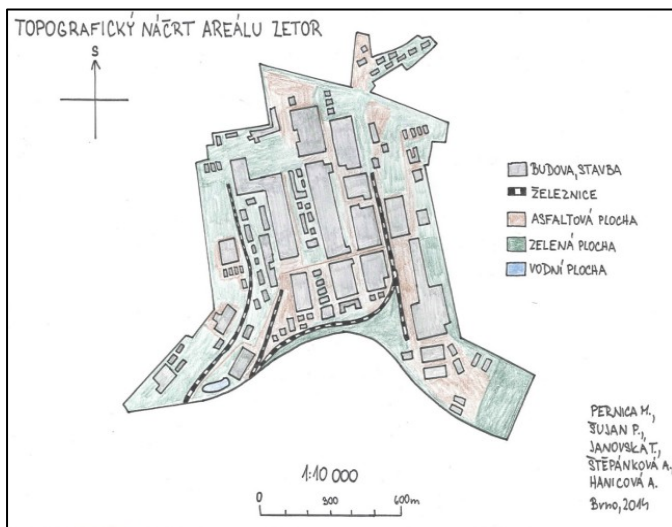 TOPOGRAFICKÝ NÁČRT AREÁLU ZETOR
S
BUDOVA, STAVBA
ŽELEZNICE
ASFALTOVÁ PLOCHA
ZELENÁ PLOCHA
VODNÍ PLOCHA
PERNICA M.,
ŠUJAN P.,
JANOVSKÁ T.,
ŠTĚPÁNKOVÁ A.,
HANICOVÁ A.
Brno, 2014
1:10 000
0 300 600m